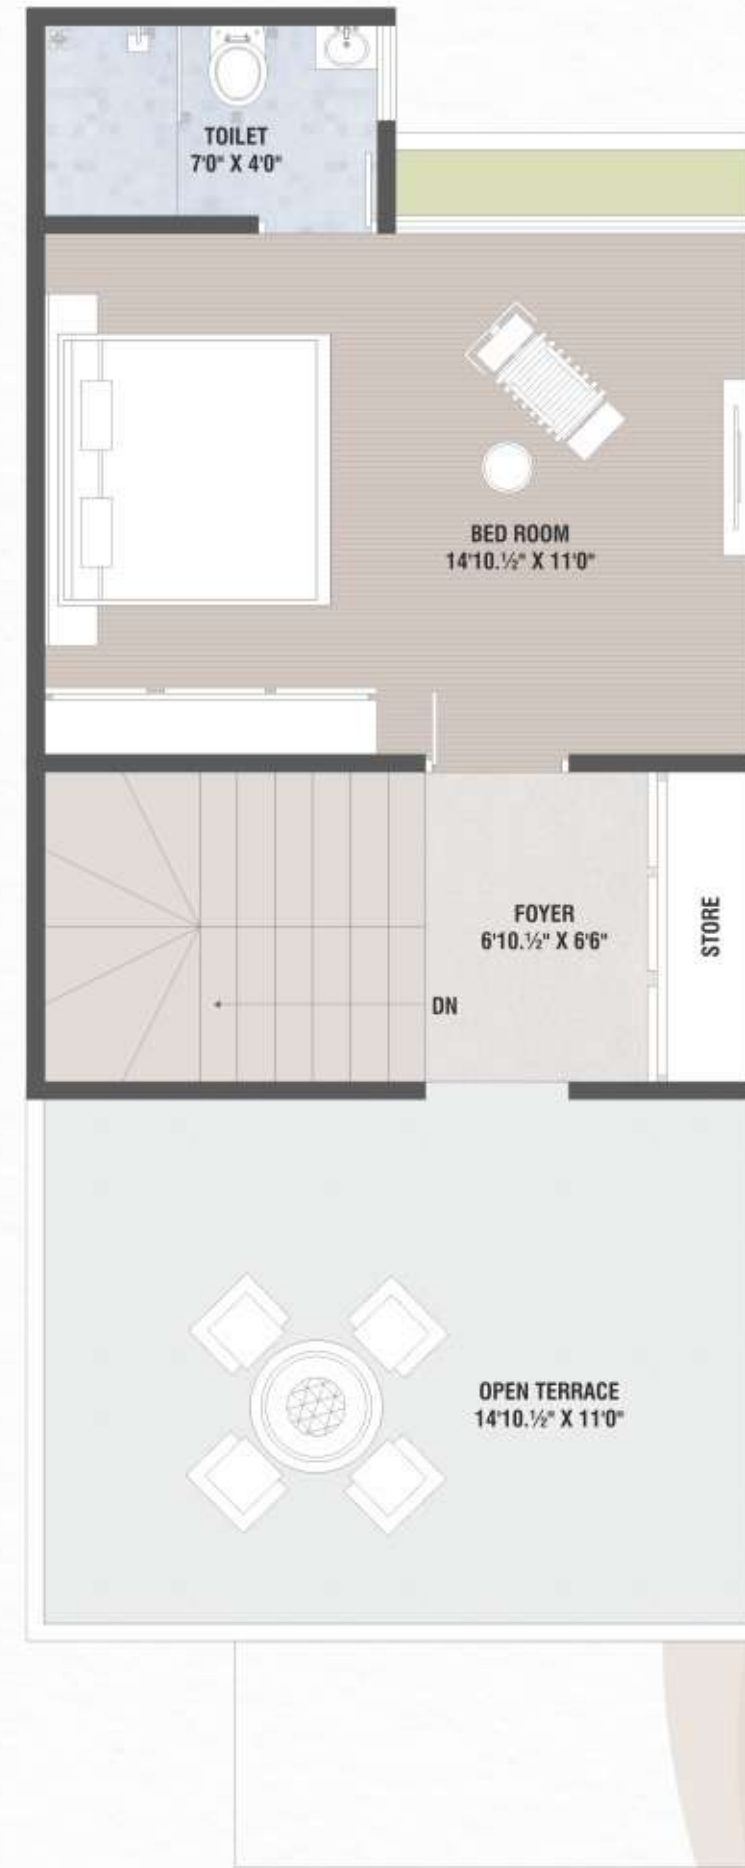 TOILET
7'0" X 4'0"
BED ROOM
14'10.½" X 11'0"
FOYER
6'10.½" X 6'6"
STORE
DN
OPEN TERRACE
14'10.½" X 11'0"